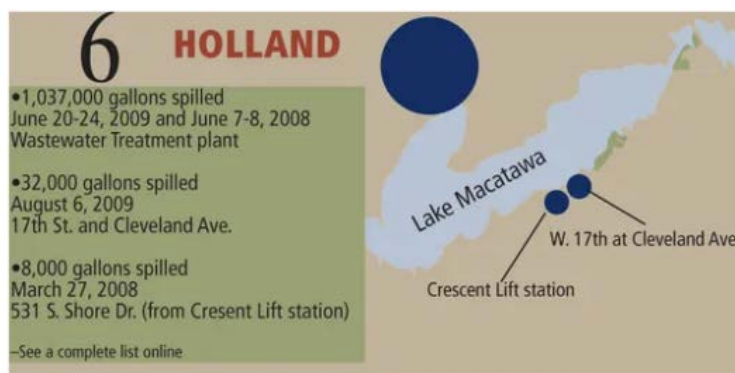 6 HOLLAND
•1,037,000 gallons spilled
June 20-24, 2009 and June 7-8, 2008
Wastewater Treatment plant
•32,000 gallons spilled
August 6, 2009
17th St. and Cleveland Ave.
•8,000 gallons spilled
March 27, 2008
531 S. Shore Dr. (from Cresent Lift station)
–See a complete list online
Lake Macatawa
W. 17th at Cleveland Ave
Crescent Lift station